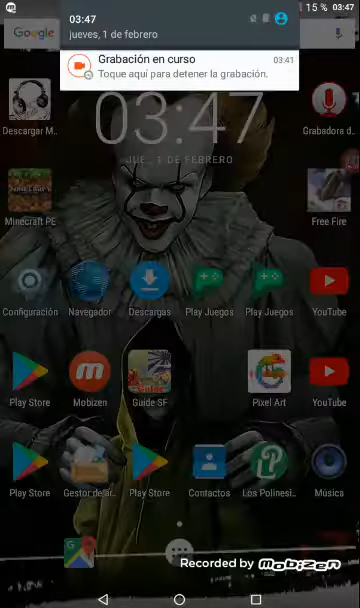 15 % 03:47
03:47
jueves, 1 de febrero
Google
Grabación en curso 03:41
Toque aquí para detener la grabación.
03:47
JUE., 1 DE FEBRERO
Descargar M..
Grabadora d..
Minecraft PE
Free Fire
Configuración
Navegador
Descargas
Play Juegos
Play Juegos
YouTube
Play Store
Mobizen
Guide SF
Pixel Art
YouTube
Play Store
Gestor de ar..
Play Store
Contactos
Los Polinesi..
Música
Recorded by mobizen